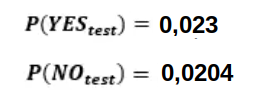 P(YES_test) = 0,023
P(NO_test) = 0,0204